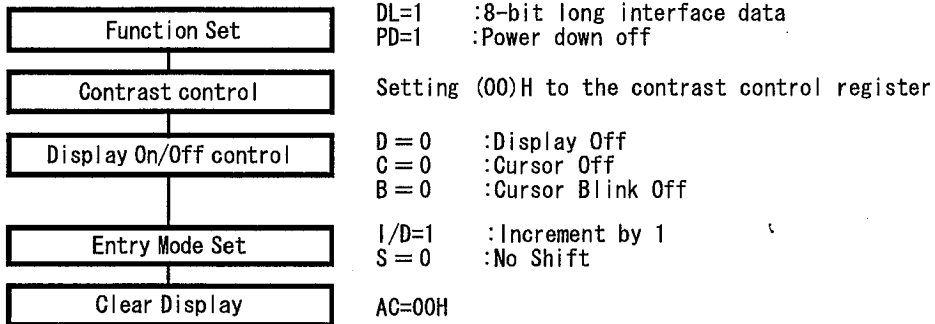 Function Set DL=1 :8-bit long interface data
PD=1 :Power down off
Contrast control Setting (00)H to the contrast control register
Display On/Off control D=0 :Display Off
C=0 :Cursor Off
B=0 :Cursor Blink Off
Entry Mode Set I/D=1 :Increment by 1
S=0 :No Shift
Clear Display AC=00H